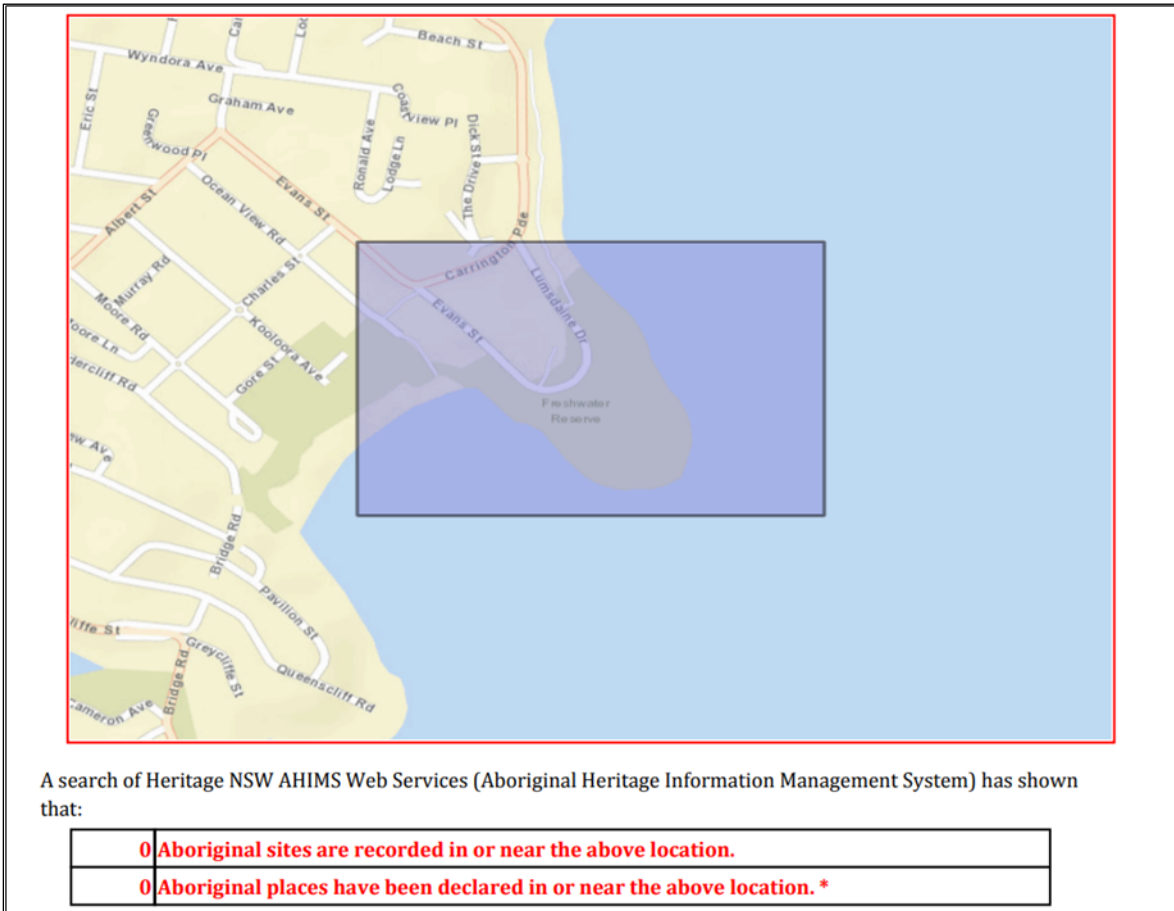 Beach St
Wyndora Ave
Eric St
Graham Ave
Greenwood Pl
Coastview Pl
Ronald Ave
Lodge Ln
Dick St
The Drive
Albert St
Ocean View Rd
Evans St
Carrington Pde
Lumsdaine Dr
Murray Rd
Charles St
Moore Rd
Evans St
Kooloora Ave
Gore St
Freshwater
Reserve
Bridge Rd
Pavilion St
Greycliffe St
Bridge Rd
Queenscliff Rd
Cameron Ave
A search of Heritage NSW AHIMS Web Services (Aboriginal Heritage Information Management System) has shown
that:
0 Aboriginal sites are recorded in or near the above location.
0 Aboriginal places have been declared in or near the above location. *